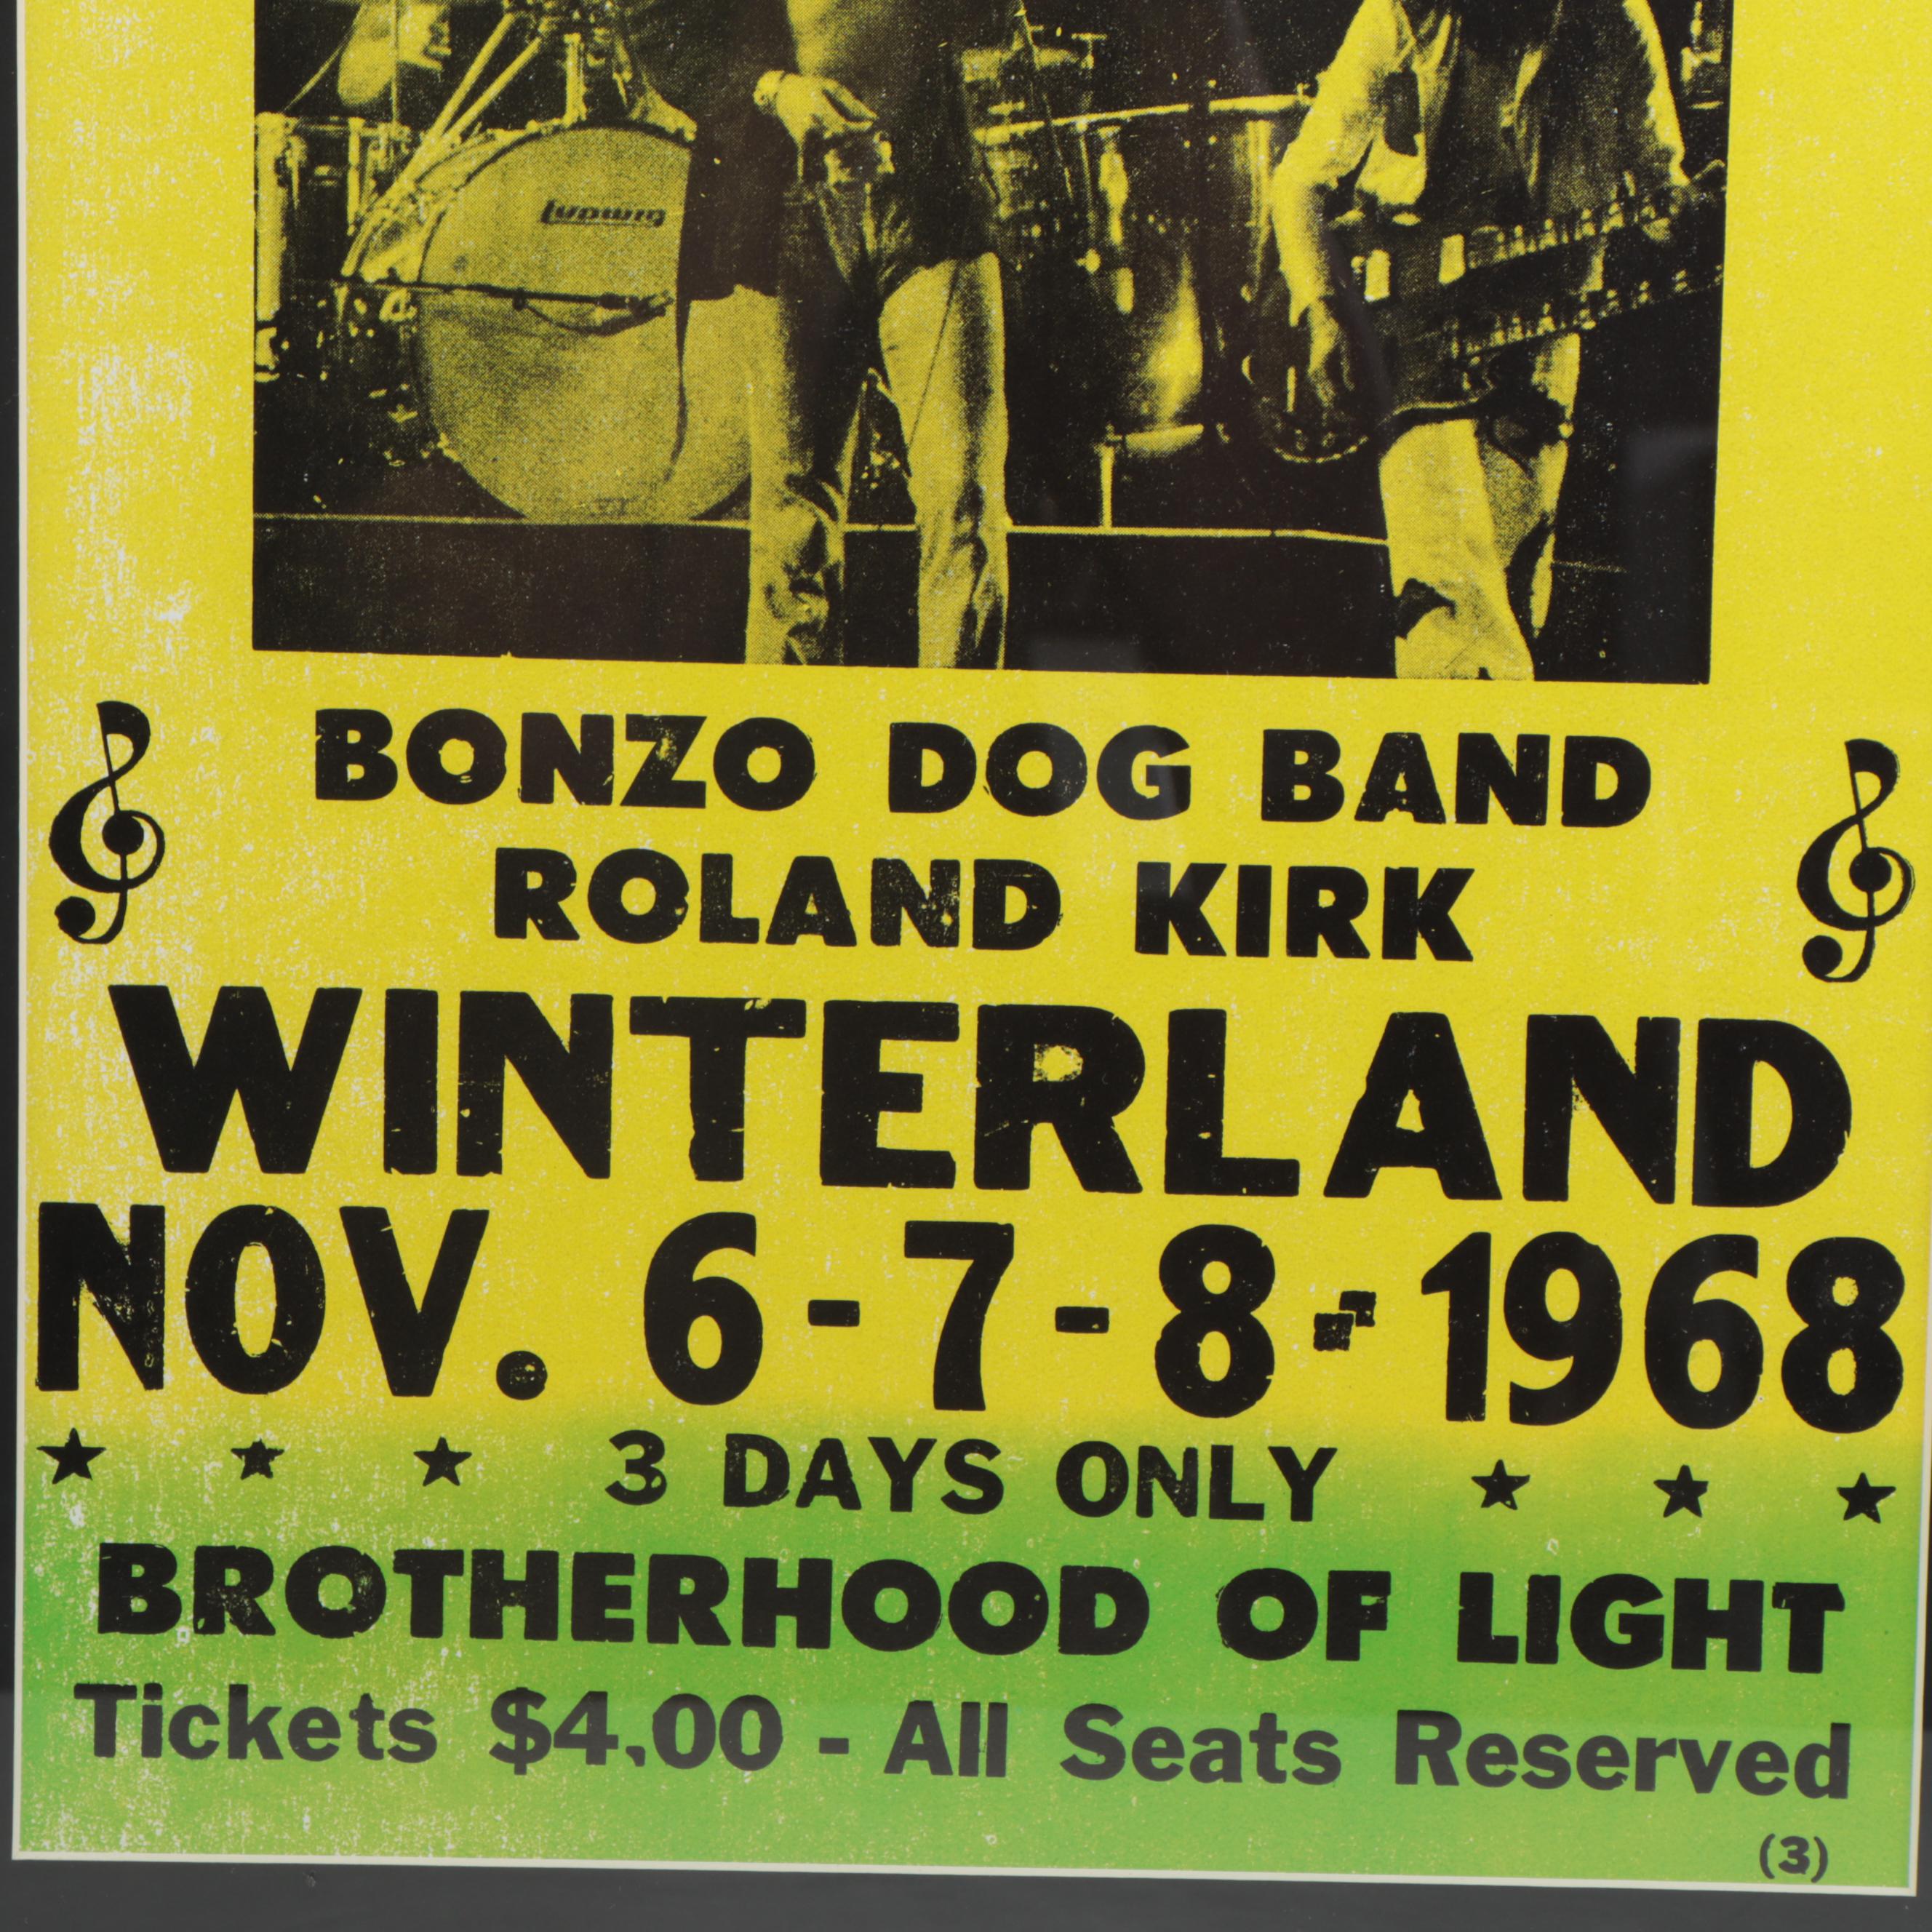 Ludwig
BONZO DOG BAND
ROLAND KIRK
WINTERLAND
NOV. 6-7-8-1968
★ ★ ★ 3 DAYS ONLY ★ ★ ★
BROTHERHOOD OF LIGHT
Tickets $4.00 - All Seats Reserved
(3)